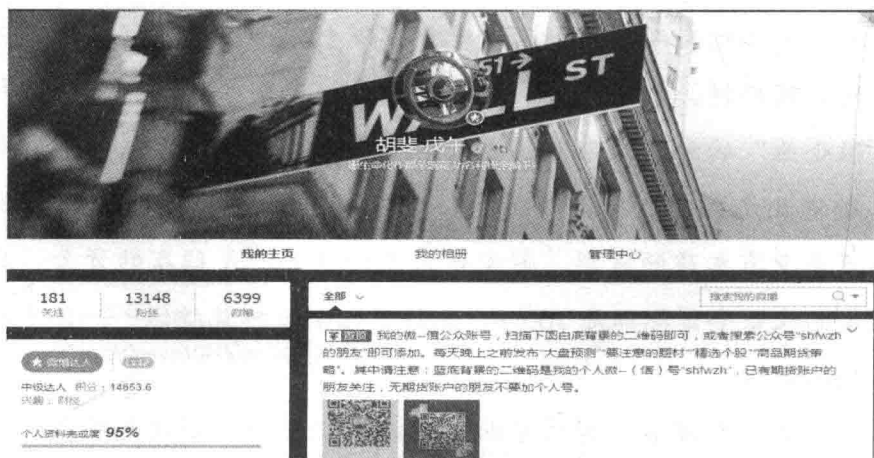 51→
WALL ST
胡斐-戊午
我的主页 我的相册 管理中心
181 13148 6399
关注 粉丝 微博
全部
搜索我的微博
置顶 我的微--信公众账号，扫描下面白底背景的二维码即可，或者搜索公众号"shfwzh
的朋友"即可添加。每天晚上之前发布"大盘预测""要注意的题材""精选个股""商品期货策
略"。其中请注意：蓝底背景的二维码是我的个人微--（信）号"shfwzh"，已有期货账户的
朋友关注，无期货账户的朋友不要加个人号。
微博达人
中级达人 积分：14853.6
兴趣：财经
个人资料完成度 95%